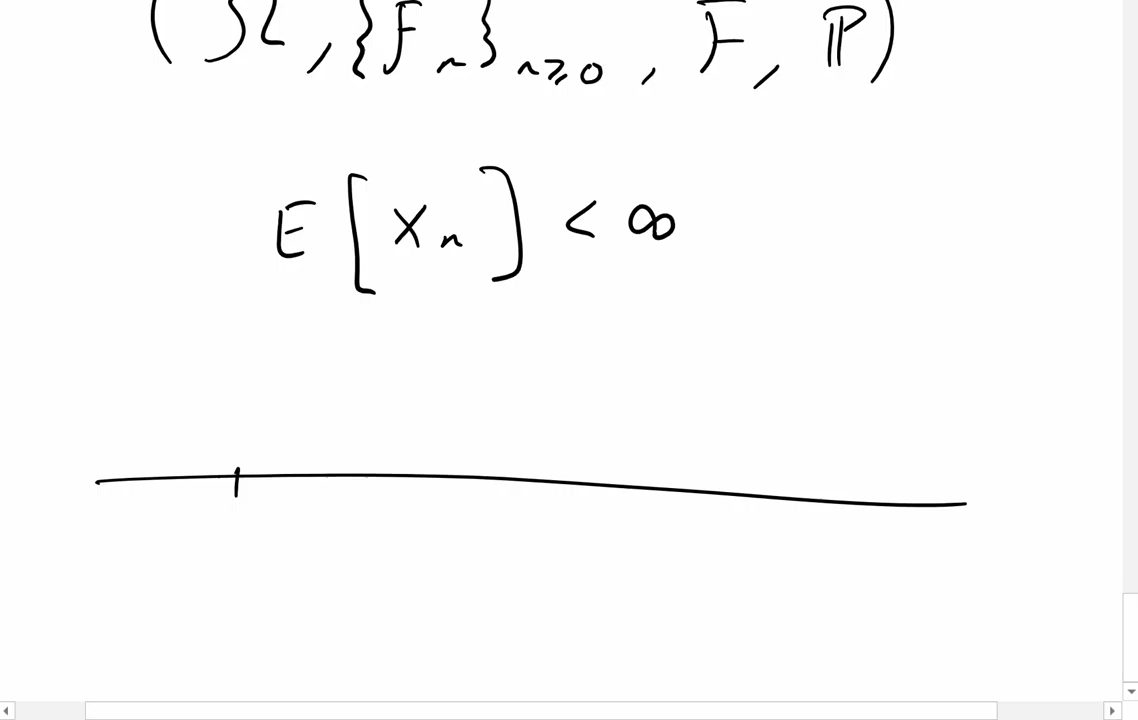 (Ω, {F_n}_{n≥0}, F, ℙ)
E[X_n] < ∞